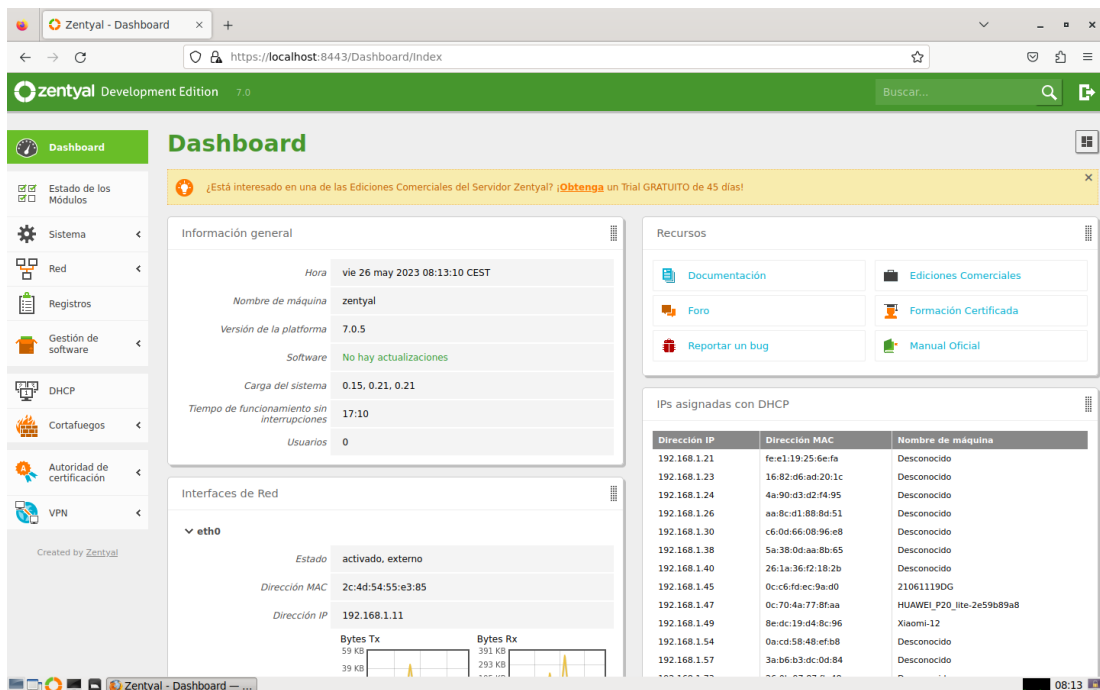 Zentyal - Dashboard
https://localhost:8443/Dashboard/Index
zentyal Development Edition 7.0
Buscar...
Dashboard
Estado de los
Módulos
Sistema
Red
Registros
Gestión de
software
DHCP
Cortafuegos
Autoridad de
certificación
VPN
Created by Zentyal
Dashboard
¿Está interesado en una de las Ediciones Comerciales del Servidor Zentyal? ¡Obtenga un Trial GRATUITO de 45 días!
Información general
Hora vie 26 may 2023 08:13:10 CEST
Nombre de máquina zentyal
Versión de la plataforma 7.0.5
Software No hay actualizaciones
Carga del sistema 0.15, 0.21, 0.21
Tiempo de funcionamiento sin
interrupciones 17:10
Usuarios 0
Interfaces de Red
eth0
Estado activado, externo
Dirección MAC 2c:4d:54:55:e3:85
Dirección IP 192.168.1.11
Bytes Tx Bytes Rx
59 KB 391 KB
39 KB 293 KB
Recursos
Documentación Ediciones Comerciales
Foro Formación Certificada
Reportar un bug Manual Oficial
IPs asignadas con DHCP
Dirección IP Dirección MAC Nombre de máquina
192.168.1.21 fe:e1:19:25:6e:fa Desconocido
192.168.1.23 16:82:d6:ad:20:1c Desconocido
192.168.1.24 4a:90:d3:d2:f4:95 Desconocido
192.168.1.26 aa:8c:d1:88:8d:51 Desconocido
192.168.1.30 c6:0d:66:08:96:e8 Desconocido
192.168.1.38 5a:38:0d:aa:8b:65 Desconocido
192.168.1.40 26:1a:36:f2:18:2b Desconocido
192.168.1.45 0c:c6:fd:ec:9a:d0 21061119DG
192.168.1.47 0c:70:4a:77:8f:aa HUAWEI_P20_lite-2e59b89a8
192.168.1.49 8e:dc:19:d4:8c:96 Xiaomi-12
192.168.1.54 0a:cd:58:48:ef:b8 Desconocido
192.168.1.57 3a:b6:b3:dc:0d:84 Desconocido
Zentyal - Dashboard — ...
08:13